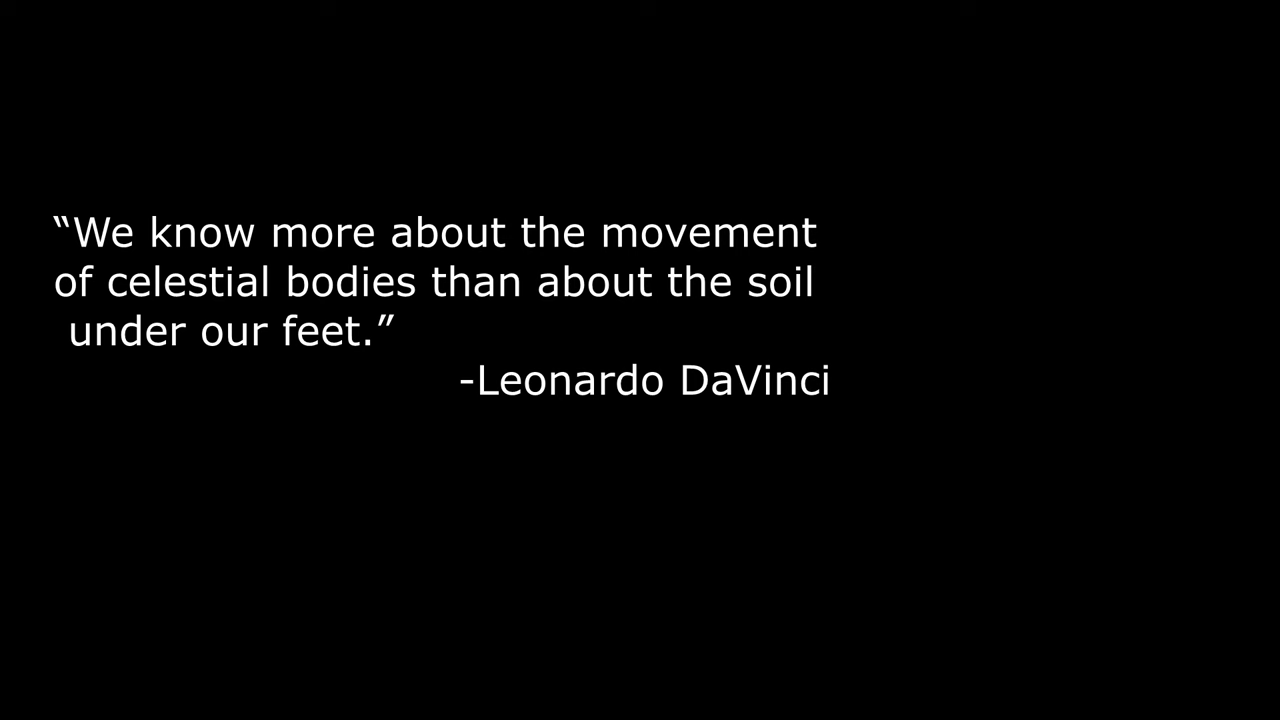 “We know more about the movement
of celestial bodies than about the soil
under our feet.”
-Leonardo DaVinci